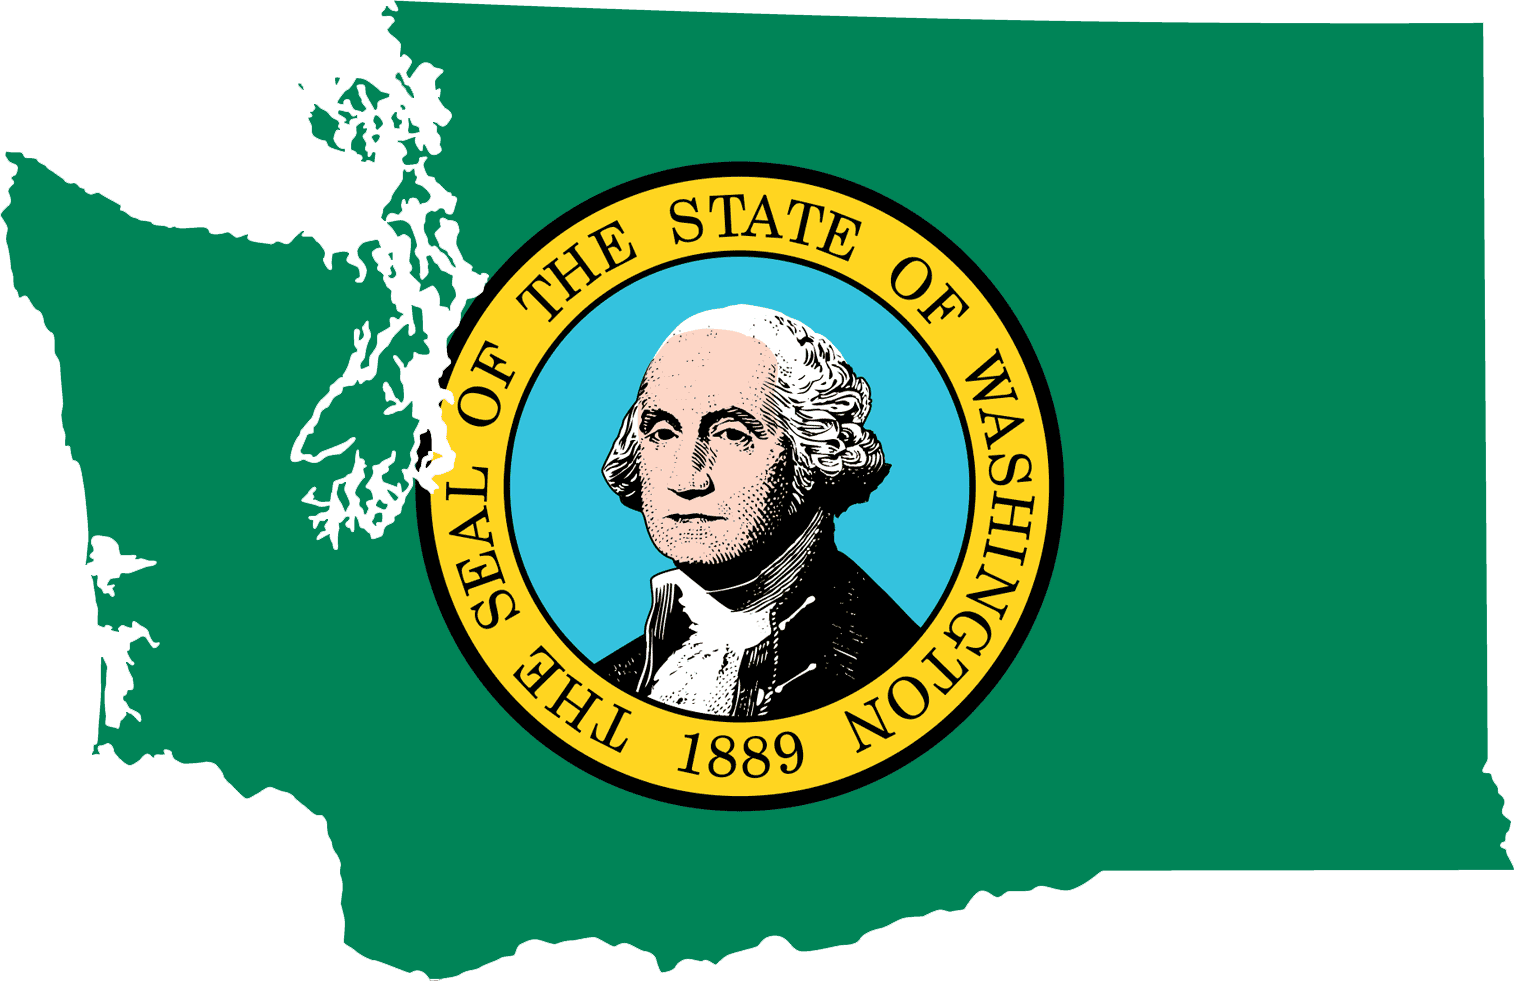 THE SEAL OF THE STATE OF WASHINGTON
1889